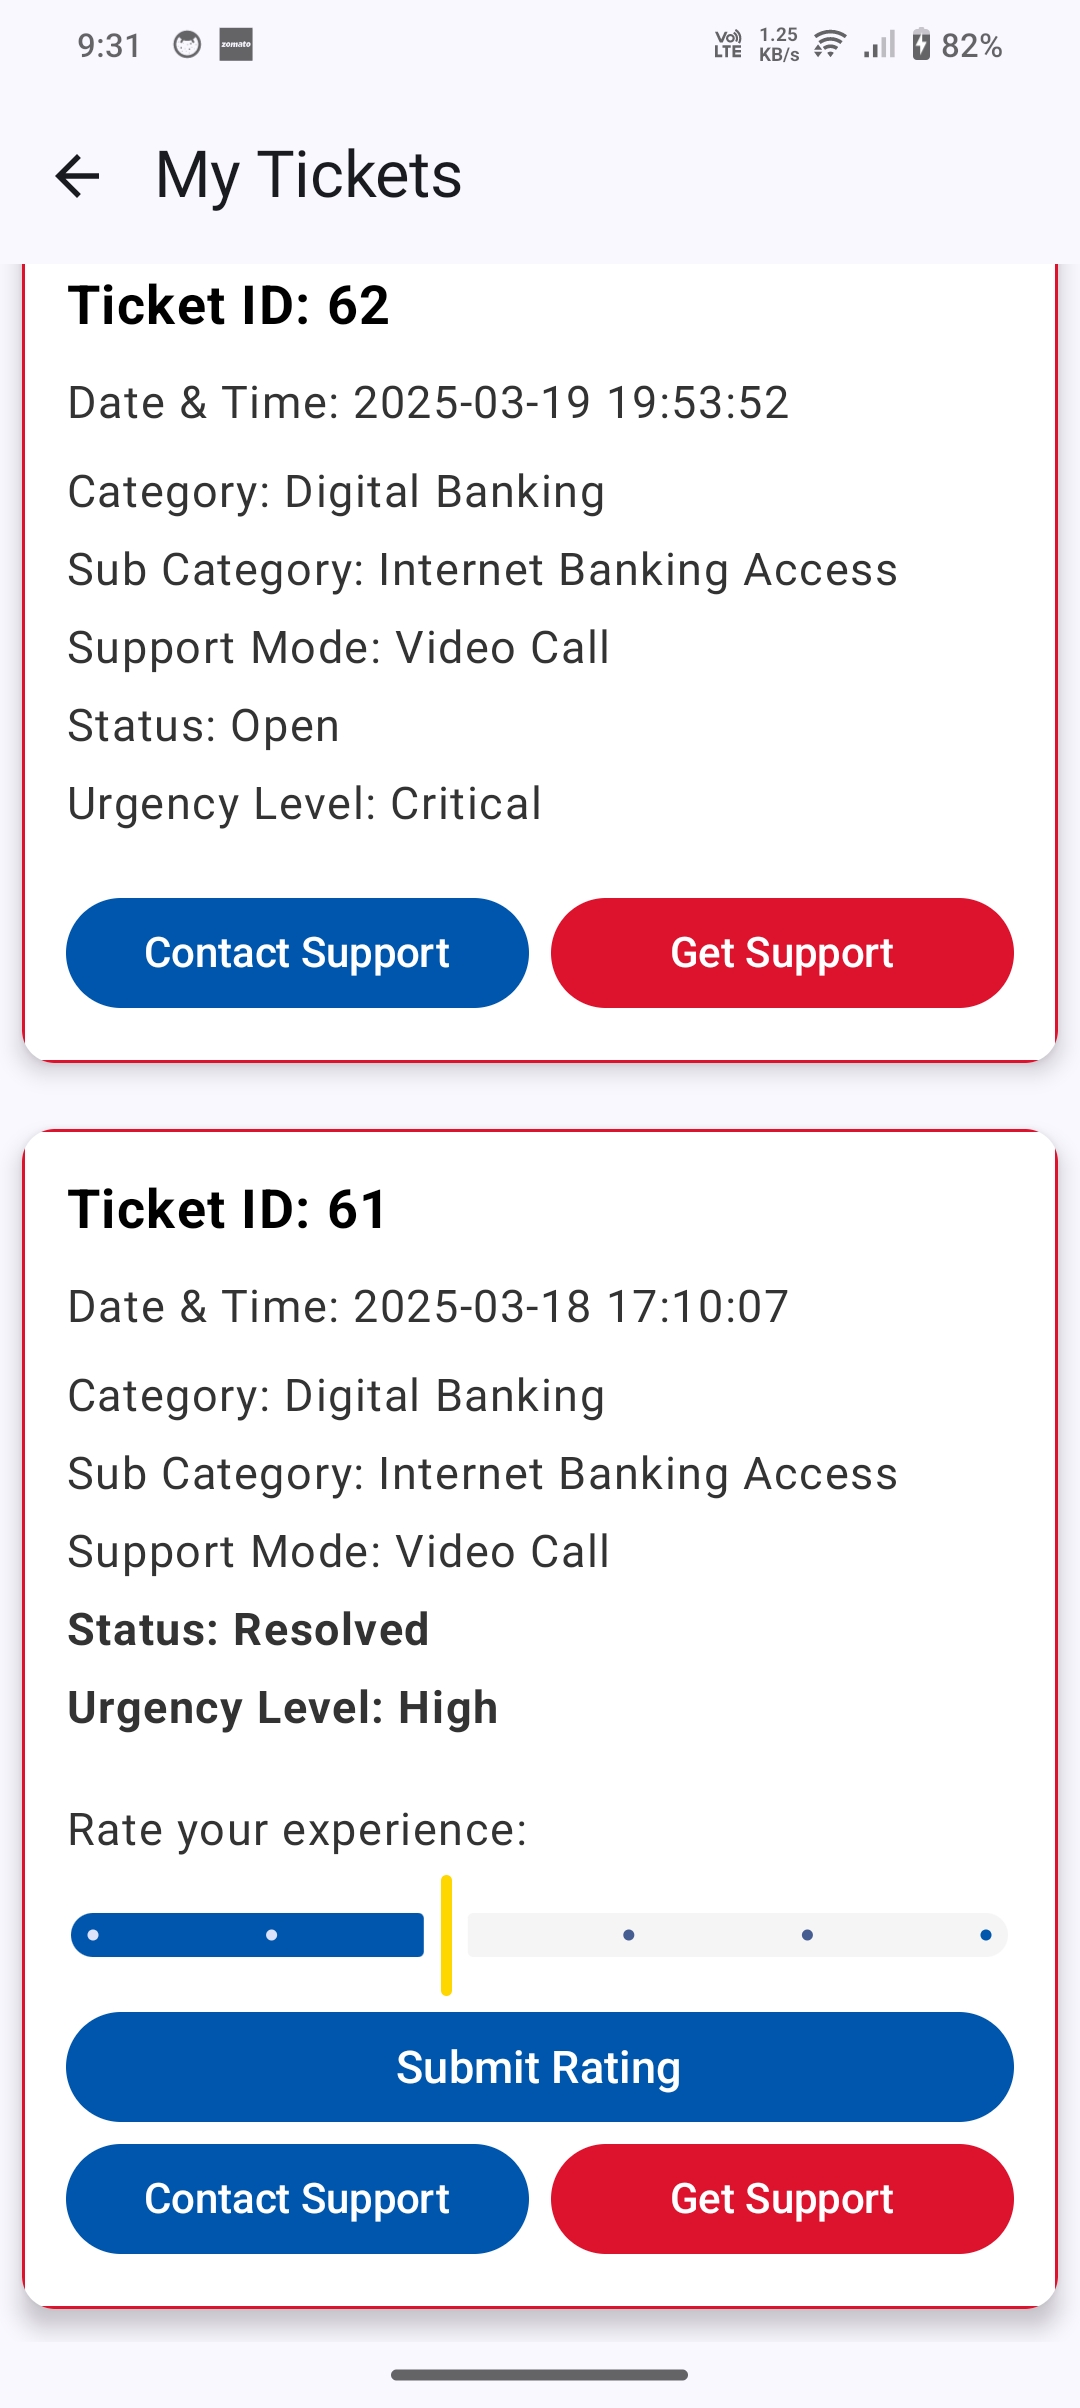 9:31 zomato Vo)) LTE 1.25 KB/s 82%
My Tickets
Ticket ID: 62
Date & Time: 2025-03-19 19:53:52
Category: Digital Banking
Sub Category: Internet Banking Access
Support Mode: Video Call
Status: Open
Urgency Level: Critical
Contact Support Get Support
Ticket ID: 61
Date & Time: 2025-03-18 17:10:07
Category: Digital Banking
Sub Category: Internet Banking Access
Support Mode: Video Call
Status: Resolved
Urgency Level: High
Rate your experience:
Submit Rating
Contact Support Get Support